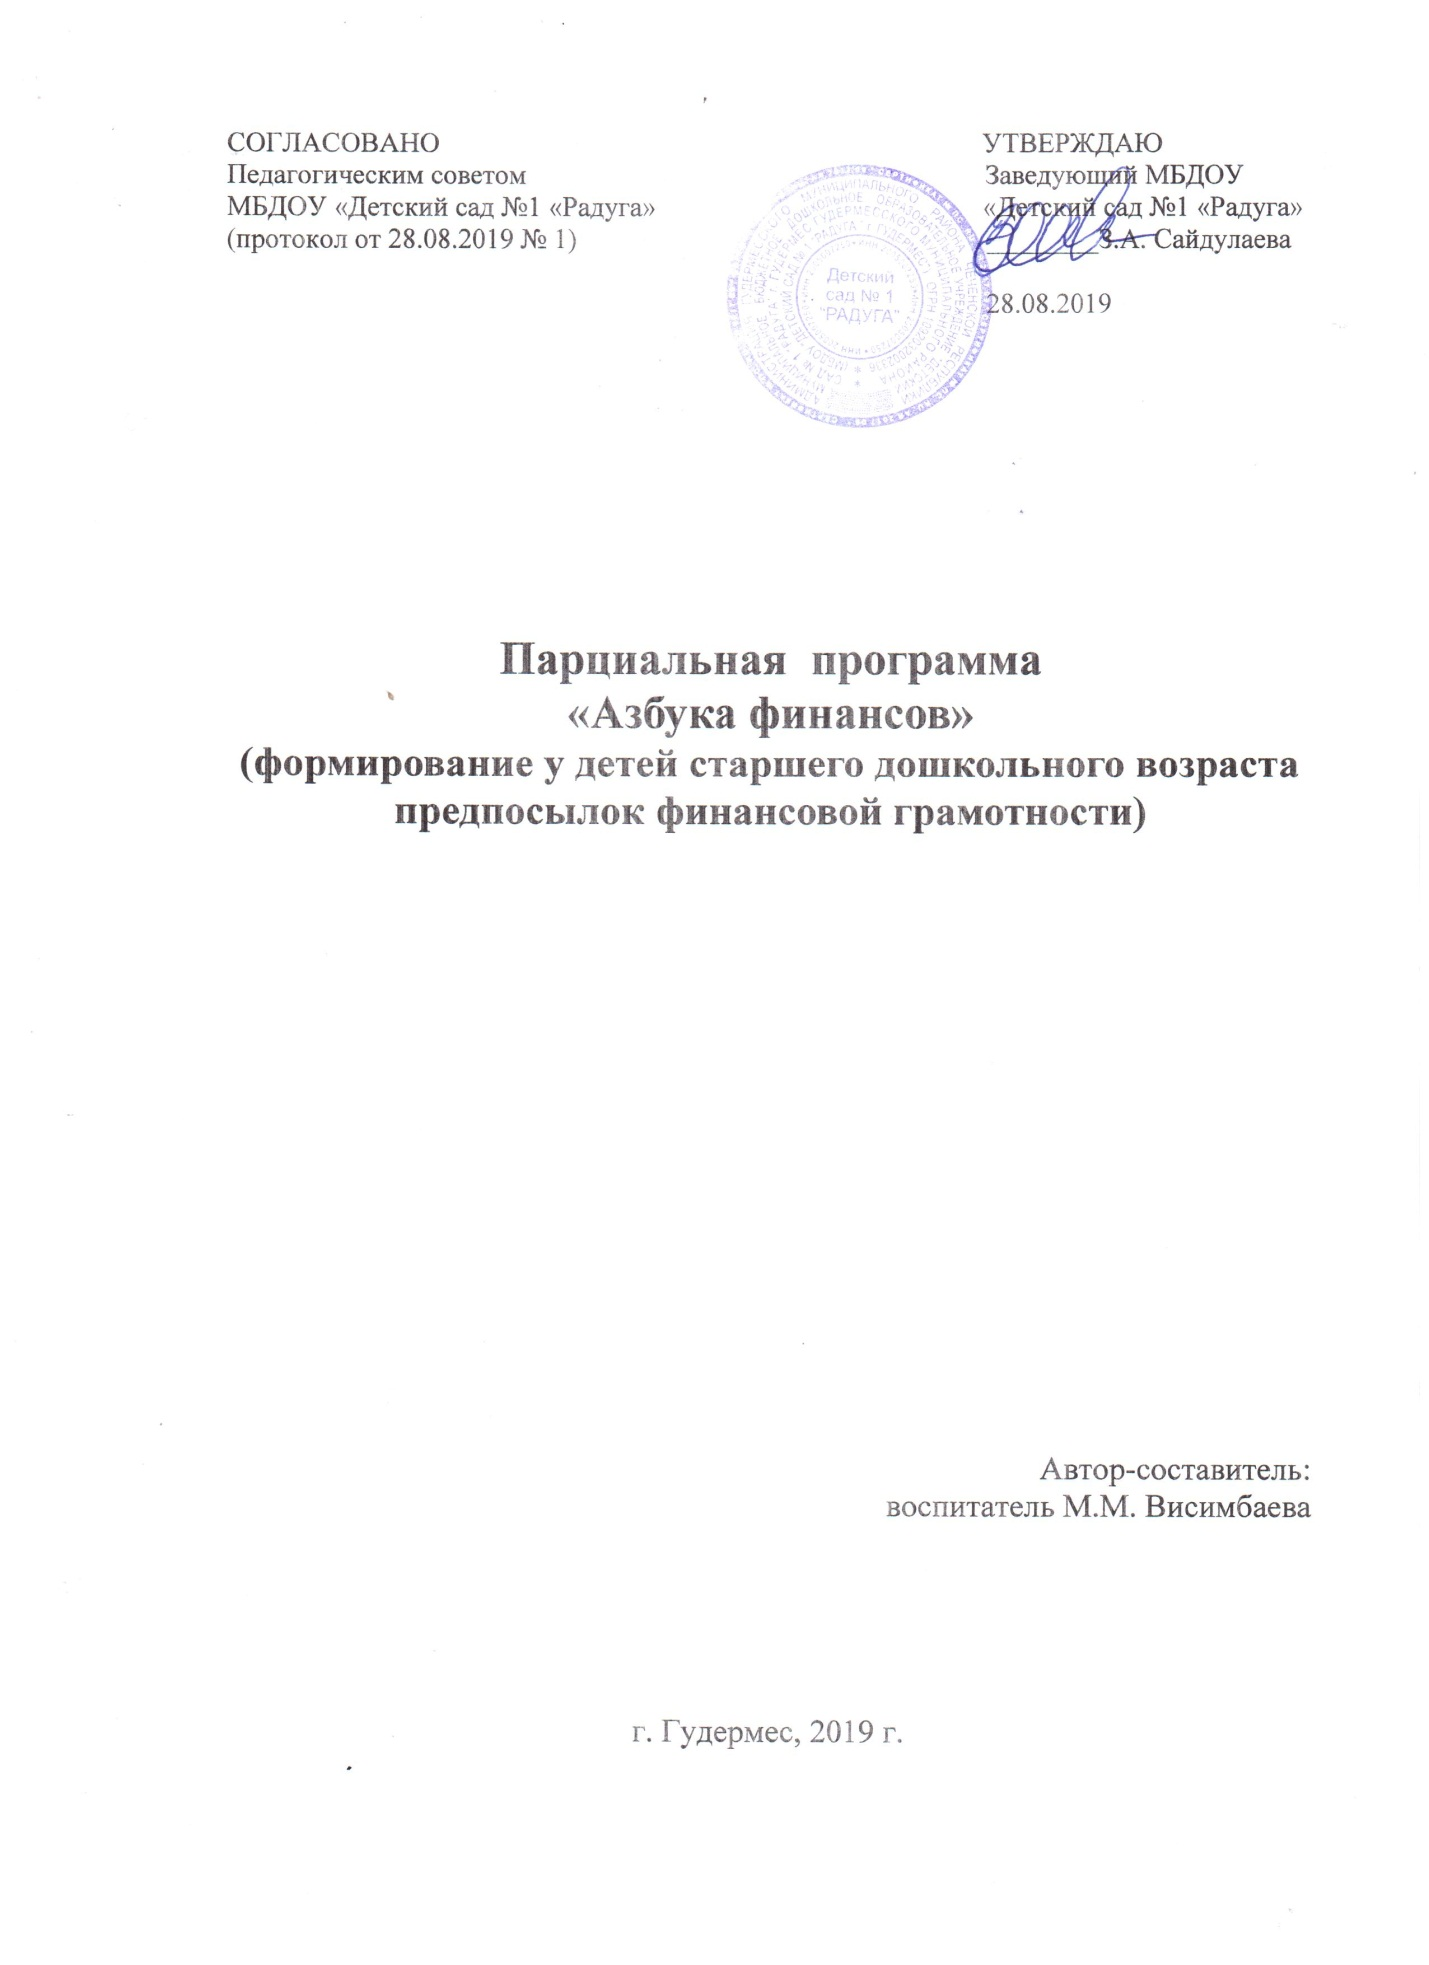 СОГЛАСОВАНО
Педагогическим советом
МБДОУ «Детский сад №1 «Радуга»
(протокол от 28.08.2019 № 1)
УТВЕРЖДАЮ
Заведующий МБДОУ
«Детский сад №1 «Радуга»
________З.А. Сайдулаева
28.08.2019
Детский
сад № 1
"РАДУГА"
Парциальная программа
«Азбука финансов»
(формирование у детей старшего дошкольного возраста
предпосылок финансовой грамотности)
Автор-составитель:
воспитатель М.М. Висимбаева
г. Гудермес, 2019 г.